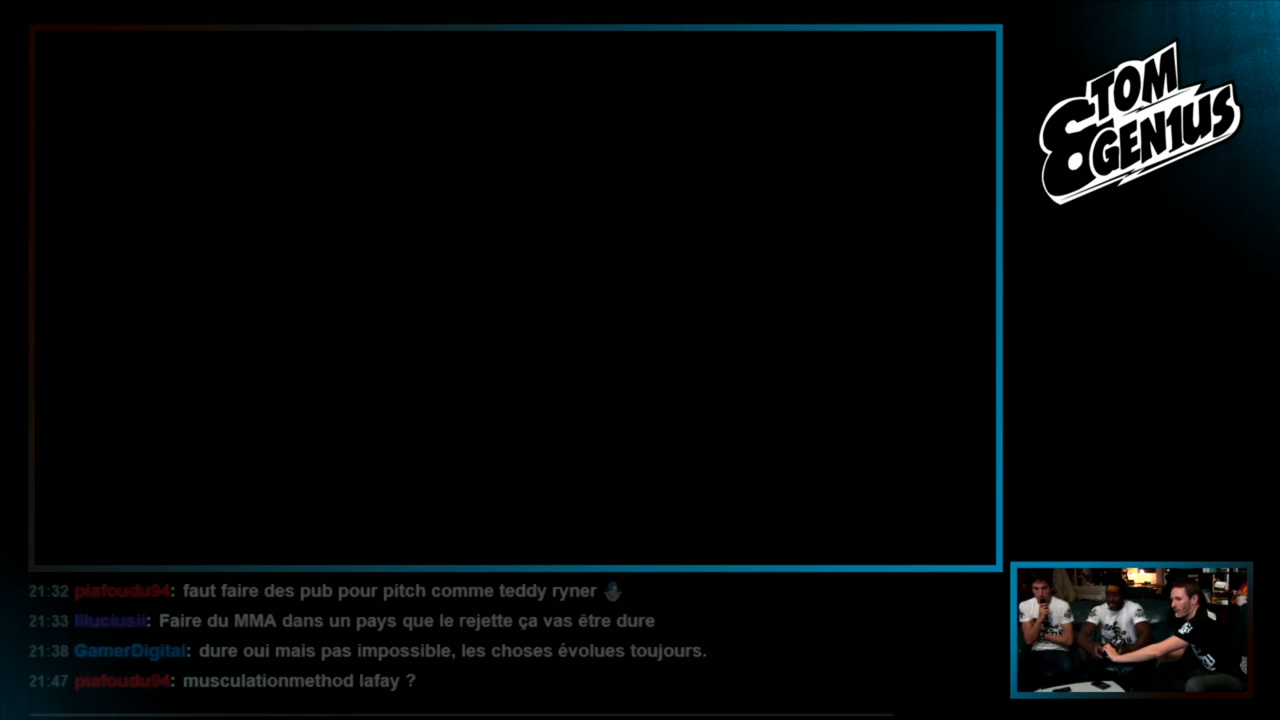 TOM
& GEN1US
21:32 piafoudu94: faut faire des pub pour pitch comme teddy ryner
21:33 liluciusii: Faire du MMA dans un pays que le rejette ça vas être dure
21:38 GamerDigital: dure oui mais pas impossible, les choses évolues toujours.
21:47 piafoudu94: musculationmethod lafay ?